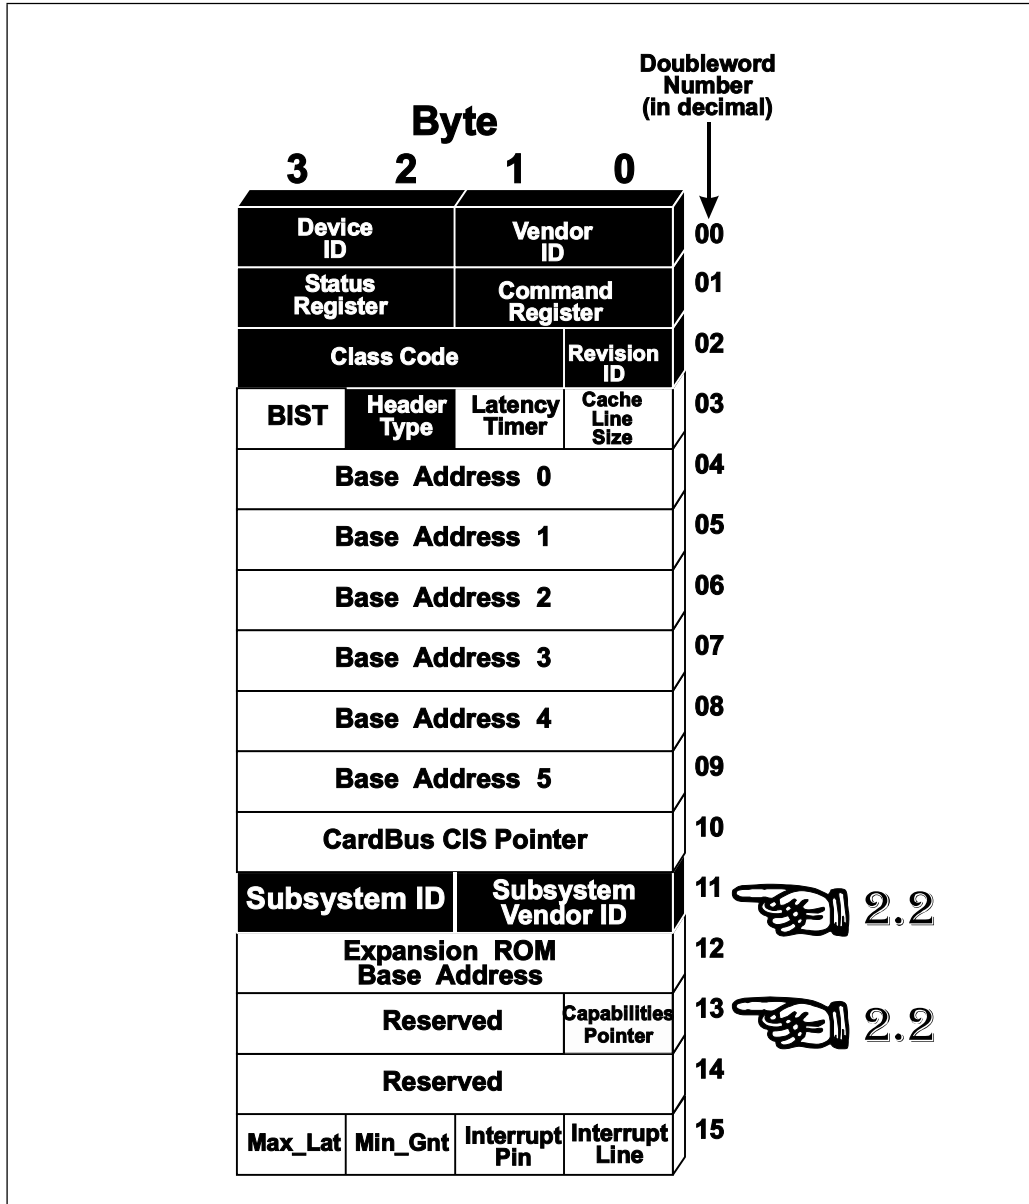 Doubleword
Number
(in decimal)
Byte
3 2 1 0
Device
ID
Vendor
ID
00
Status
Register
Command
Register
01
Class Code
Revision
ID
02
BIST
Header
Type
Latency
Timer
Cache
Line
Size
03
Base Address 0
04
Base Address 1
05
Base Address 2
06
Base Address 3
07
Base Address 4
08
Base Address 5
09
CardBus CIS Pointer
10
Subsystem ID
Subsystem
Vendor ID
11
2.2
Expansion ROM
Base Address
12
Reserved
Capabilities
Pointer
13
2.2
Reserved
14
Max_Lat
Min_Gnt
Interrupt
Pin
Interrupt
Line
15